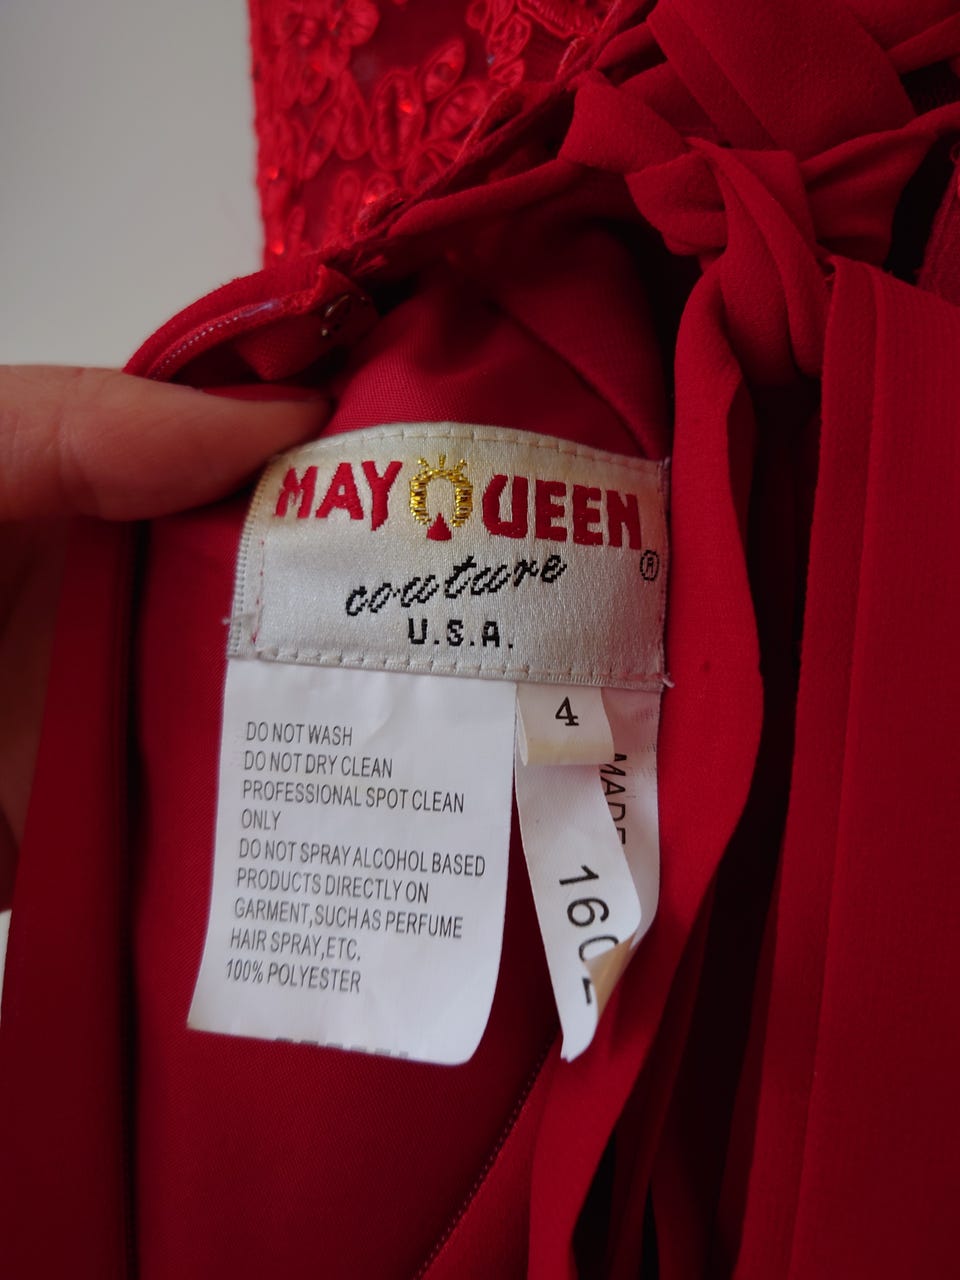 MAY QUEEN
couture ®
U.S.A.
4
DO NOT WASH
DO NOT DRY CLEAN
PROFESSIONAL SPOT CLEAN
ONLY
DO NOT SPRAY ALCOHOL BASED
PRODUCTS DIRECTLY ON
GARMENT,SUCH AS PERFUME
HAIR SPRAY,ETC.
100% POLYESTER
MADE